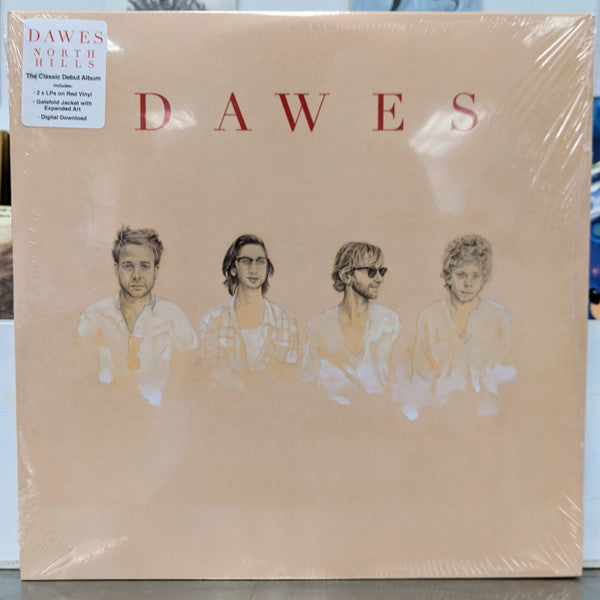 DAWES
NORTH
HILLS
The Classic Debut Album
Includes:
· 2 x LPs on Red Vinyl
· Gatefold Jacket with
Expanded Art
· Digital Download
DAWES